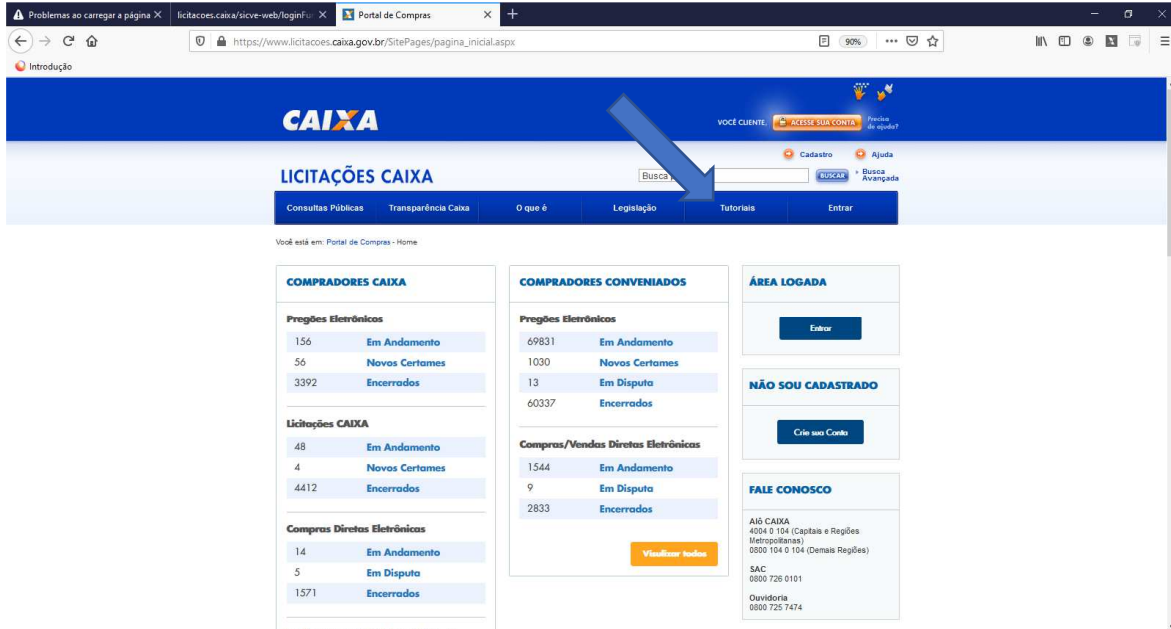 Problemas ao carregar a página
licitacoes.caixa/sicve-web/loginFu
Portal de Compras
https://www.licitacoes.caixa.gov.br/SitePages/pagina_inicial.aspx
90%
Introdução
CAIXA
VOCÊ CLIENTE,
ACESSE SUA CONTA
Precisa
de ajuda?
Cadastro
Ajuda
LICITAÇÕES CAIXA
Busca
BUSCAR
Busca
Avançada
Consultas Públicas
Transparência Caixa
O que é
Legislação
Tutoriais
Entrar
Você está em: Portal de Compras - Home
COMPRADORES CAIXA
Pregões Eletrônicos
156 Em Andamento
56 Novos Certames
3392 Encerrados
Licitações CAIXA
48 Em Andamento
4 Novos Certames
4412 Encerrados
Compras Diretas Eletrônicas
14 Em Andamento
5 Em Disputa
1571 Encerrados
COMPRADORES CONVENIADOS
Pregões Eletrônicos
69831 Em Andamento
1030 Novos Certames
13 Em Disputa
60337 Encerrados
Compras/Vendas Diretas Eletrônicas
1544 Em Andamento
9 Em Disputa
2833 Encerrados
Visulizar todos
ÁREA LOGADA
Entrar
NÃO SOU CADASTRADO
Crie sua Conta
FALE CONOSCO
Alô CAIXA
4004 0 104 (Capitais e Regiões
Metropolitanas)
0800 104 0 104 (Demais Regiões)
SAC
0800 726 0101
Ouvidoria
0800 725 7474